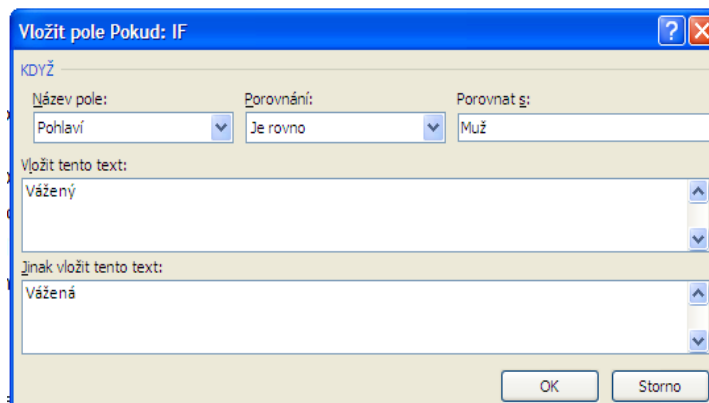 Vložit pole Pokud: IF
KDYŽ
Název pole: Porovnání: Porovnat s:
Pohlaví Je rovno Muž
Vložit tento text:
Vážený
Jinak vložit tento text:
Vážená
OK Storno